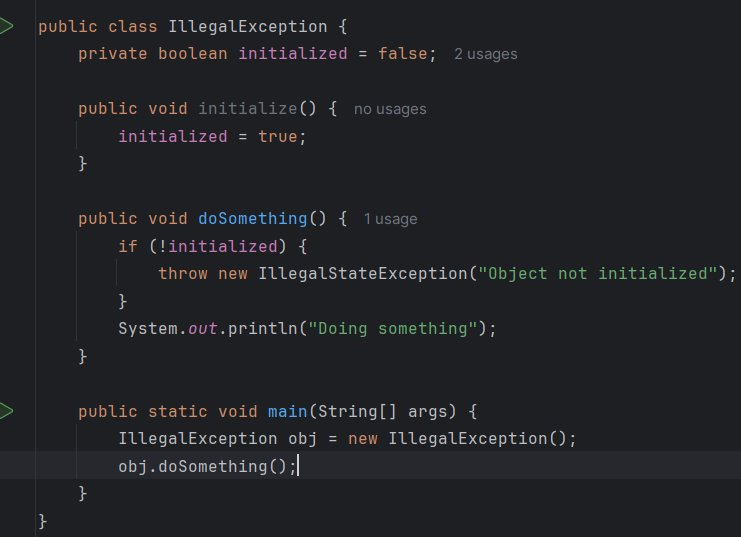 public class IllegalException {
    private boolean initialized = false;  2 usages

    public void initialize() {  no usages
        initialized = true;
    }

    public void doSomething() {  1 usage
        if (!initialized) {
            throw new IllegalStateException("Object not initialized");
        }
        System.out.println("Doing something");
    }

    public static void main(String[] args) {
        IllegalException obj = new IllegalException();
        obj.doSomething();
    }
}